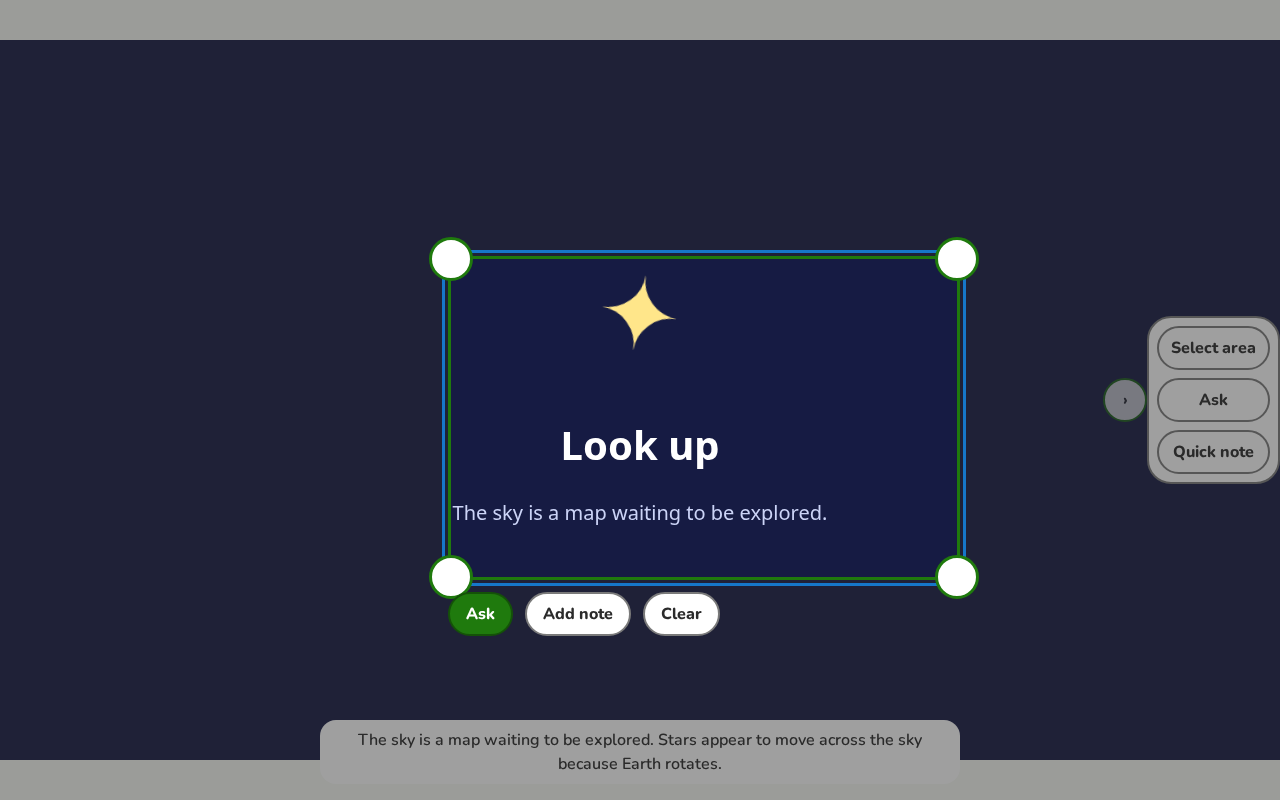 Look up
The sky is a map waiting to be explored.
Select area
›
Ask
Quick note
Ask
Add note
Clear
The sky is a map waiting to be explored. Stars appear to move across the sky
because Earth rotates.